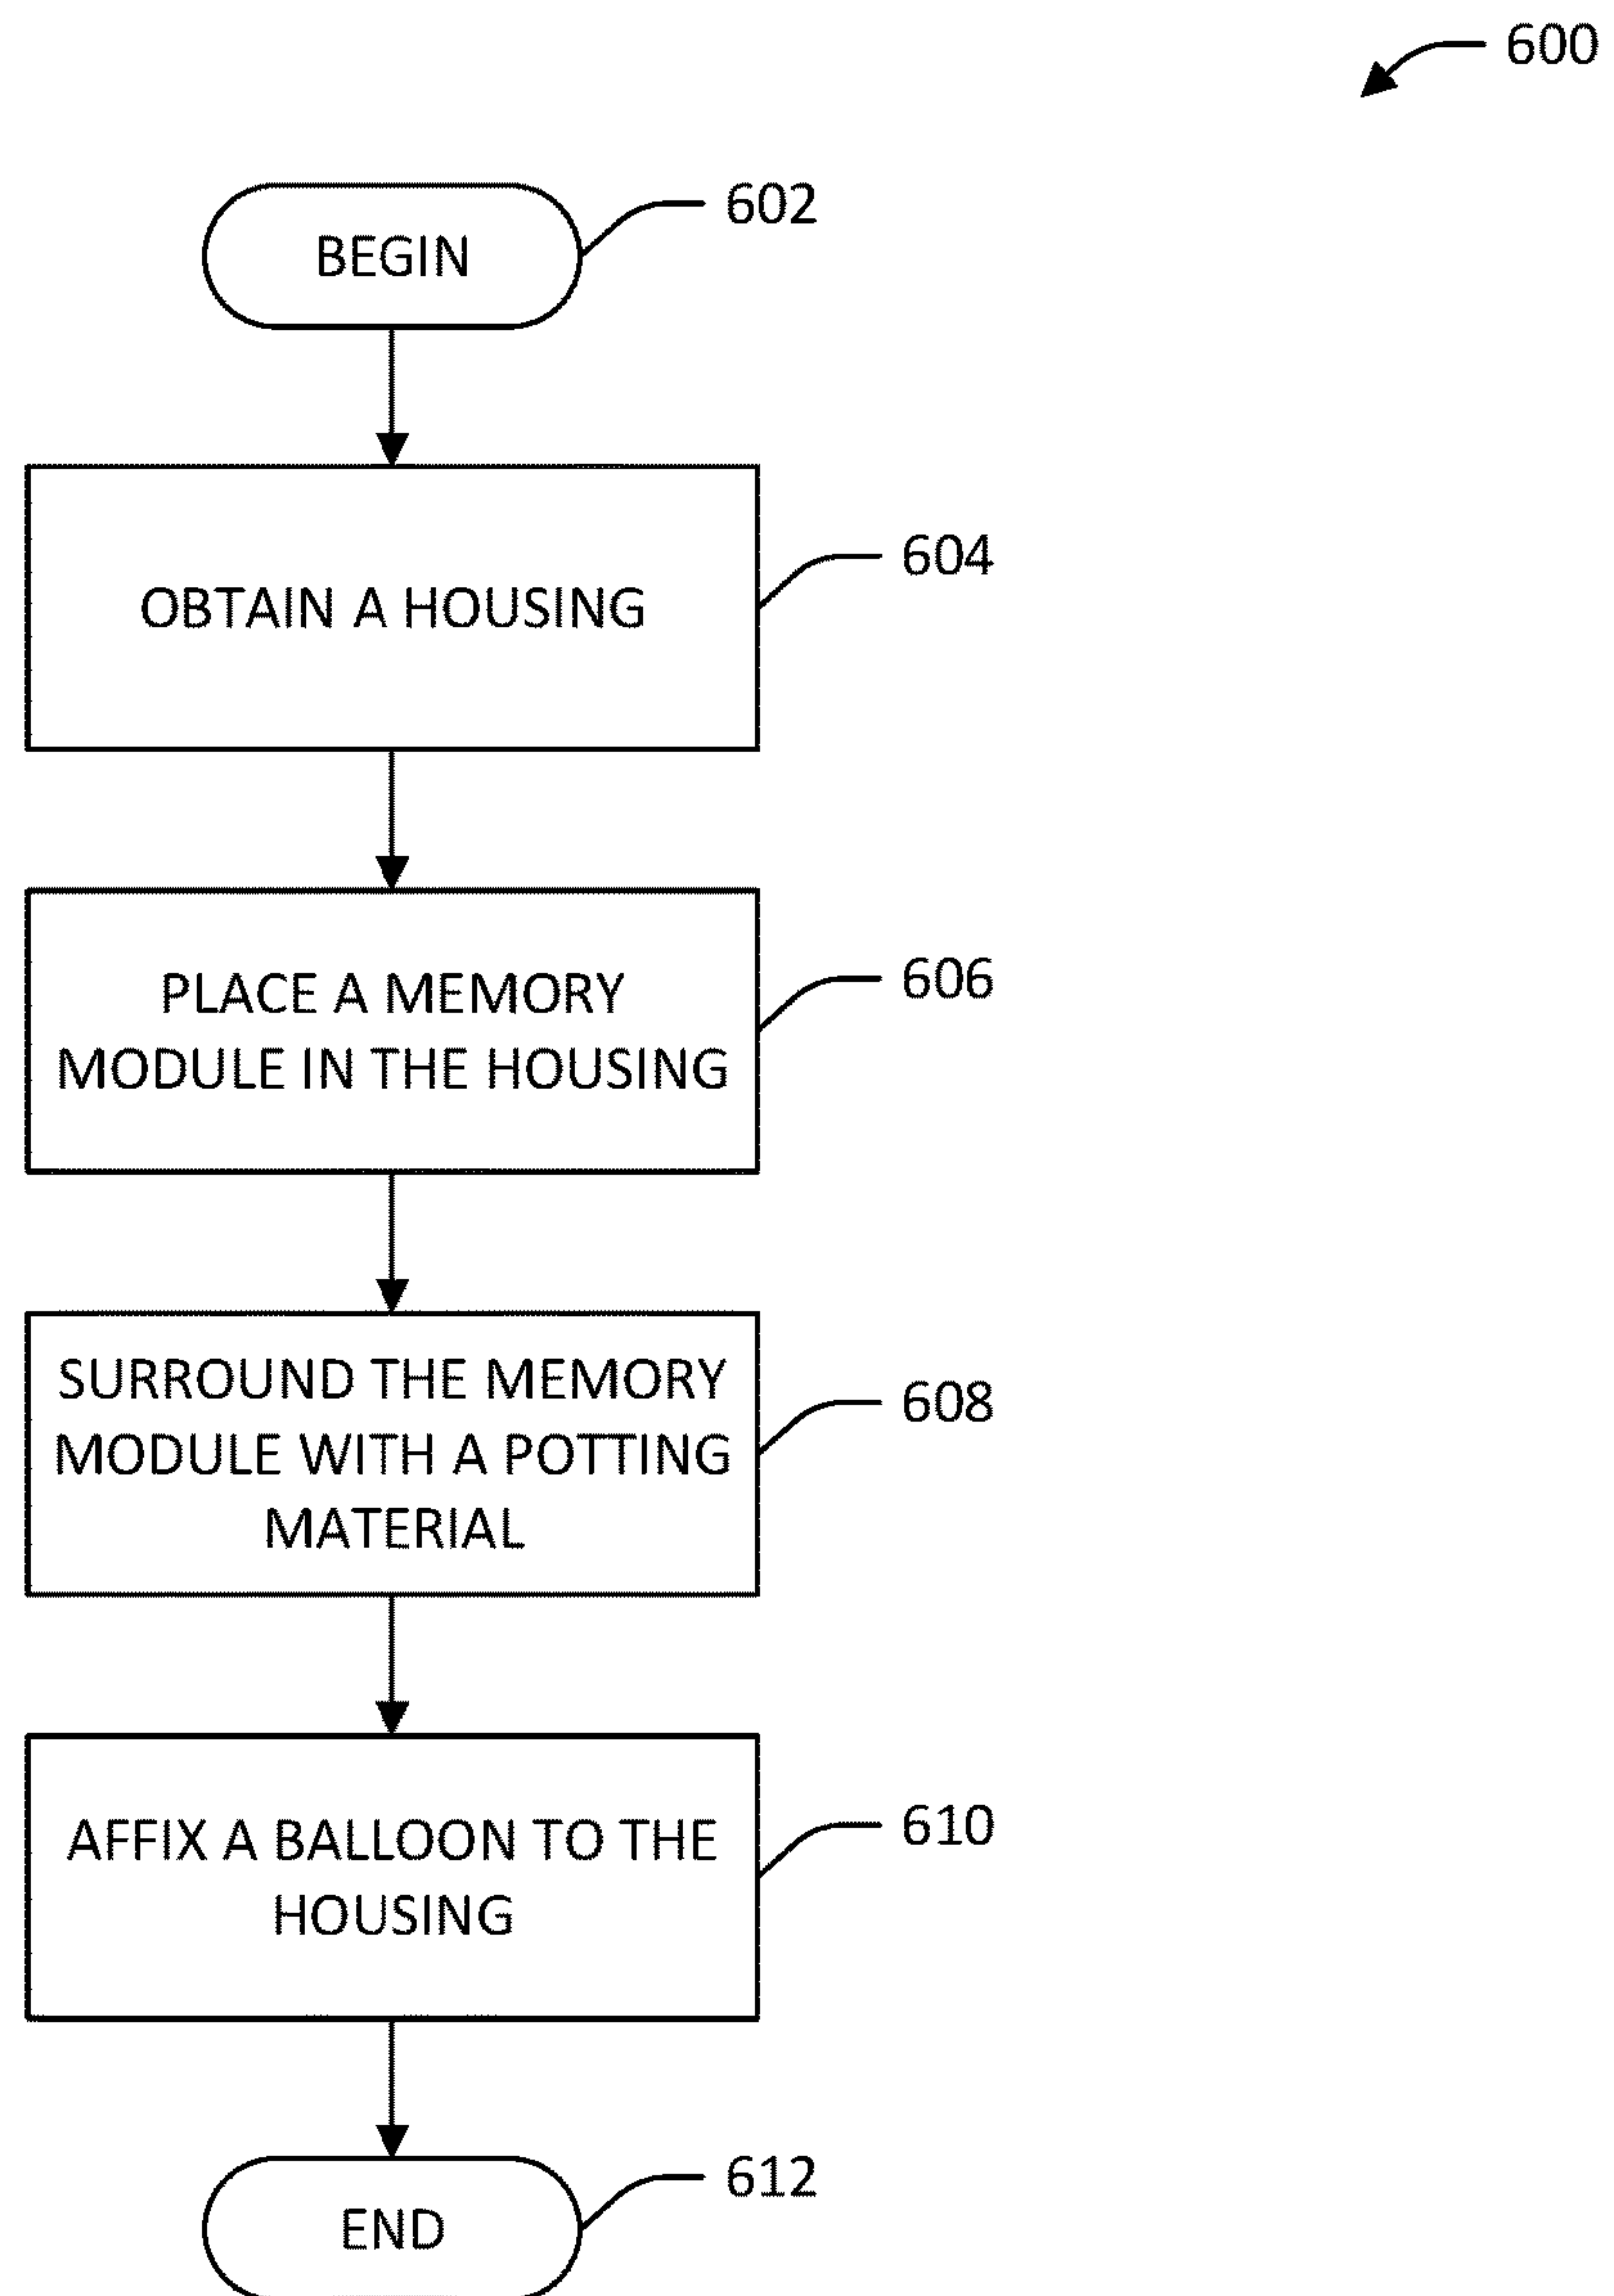 600
602
BEGIN
604
OBTAIN A HOUSING
606
PLACE A MEMORY
MODULE IN THE HOUSING
608
SURROUND THE MEMORY
MODULE WITH A POTTING
MATERIAL
610
AFFIX A BALLOON TO THE
HOUSING
612
END